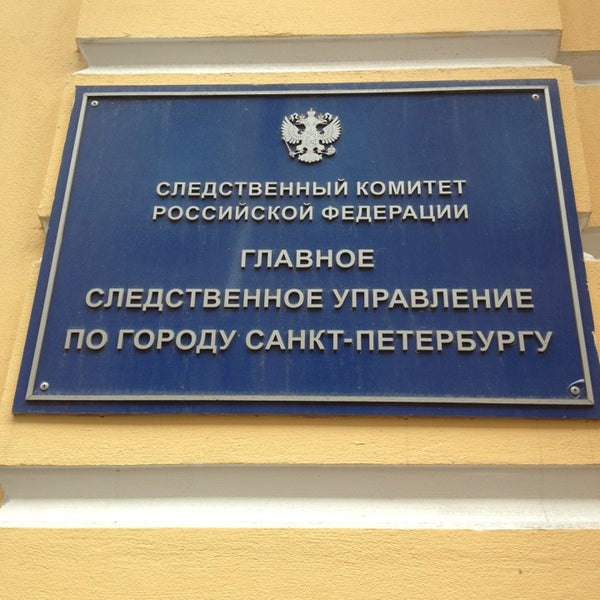 СЛЕДСТВЕННЫЙ КОМИТЕТ
РОССИЙСКОЙ ФЕДЕРАЦИИ
ГЛАВНОЕ
СЛЕДСТВЕННОЕ УПРАВЛЕНИЕ
ПО ГОРОДУ САНКТ-ПЕТЕРБУРГУ